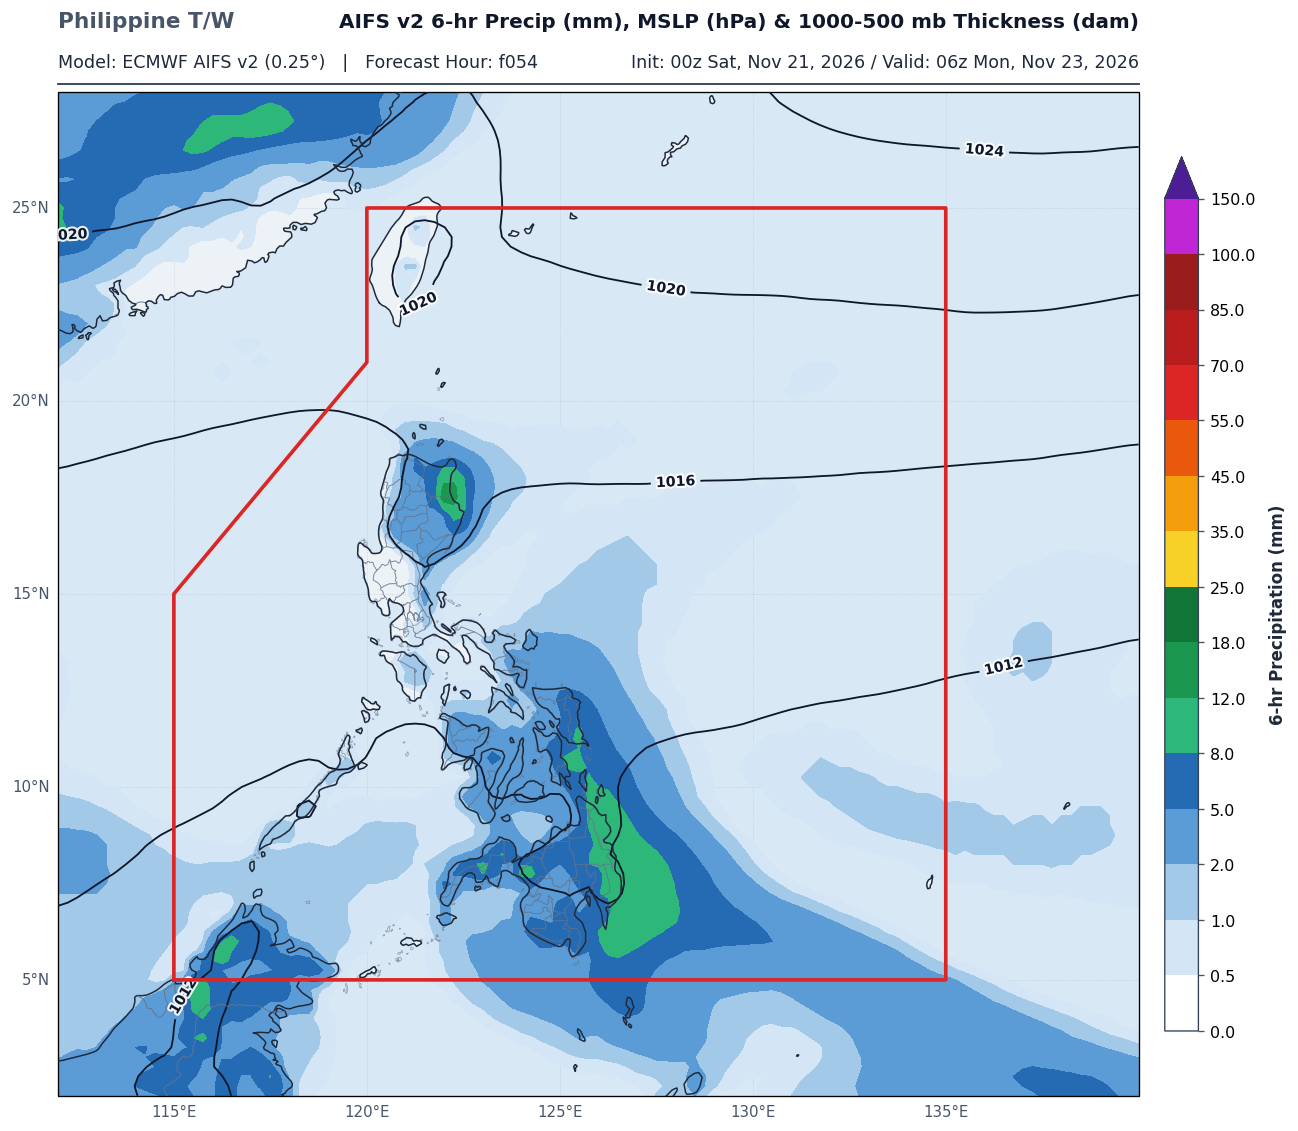 Philippine T/W
AIFS v2 6-hr Precip (mm), MSLP (hPa) & 1000-500 mb Thickness (dam)
Model: ECMWF AIFS v2 (0.25°) | Forecast Hour: f054
Init: 00z Sat, Nov 21, 2026 / Valid: 06z Mon, Nov 23, 2026
1024
25°N
020
1020
1020
20°N
1016
15°N
1012
10°N
5°N
1012
115°E
120°E
125°E
130°E
135°E
150.0
100.0
85.0
70.0
55.0
45.0
35.0
25.0
18.0
12.0
8.0
5.0
2.0
1.0
0.5
0.0
6-hr Precipitation (mm)